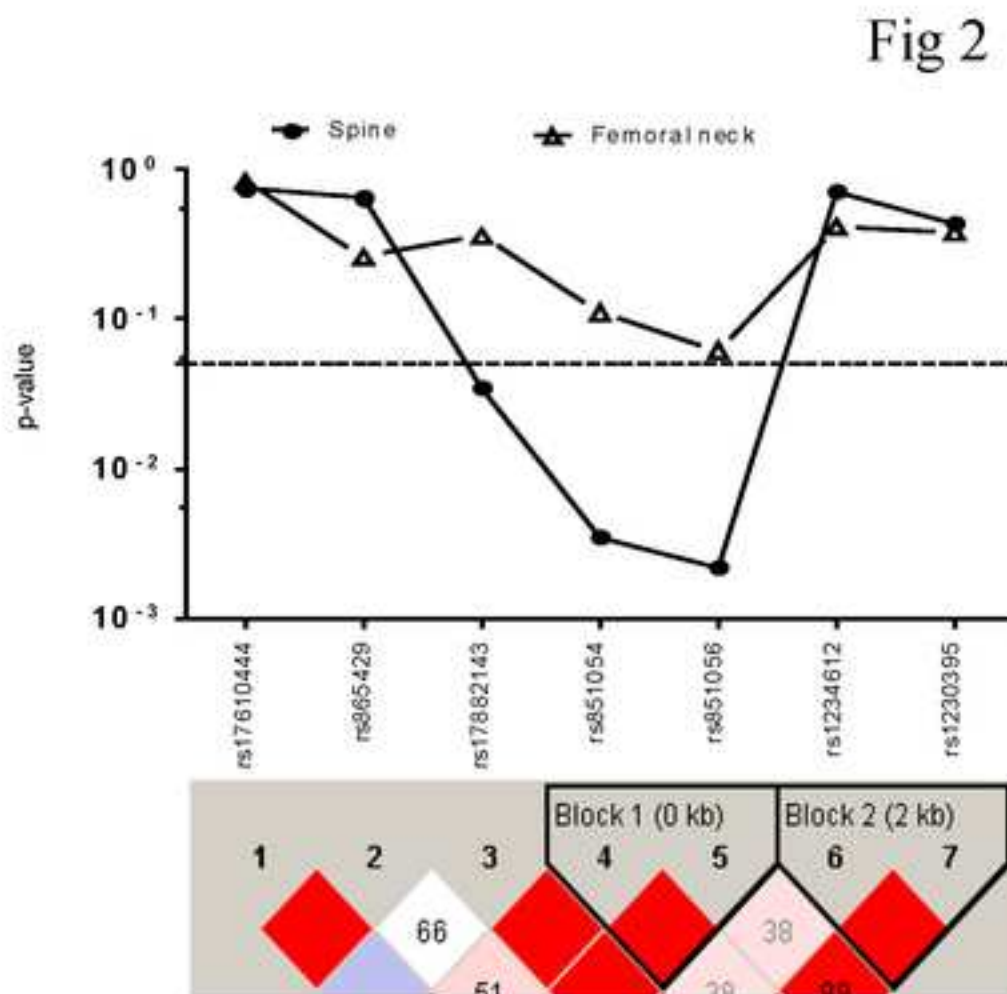 Fig 2
Spine Femoral neck
10⁰
10⁻¹
10⁻²
10⁻³
p-value
rs17610444
rs865429
rs17882143
rs851054
rs851056
rs1234612
rs1230395
Block 1 (0 kb) Block 2 (2 kb)
1 2 3 4 5 6 7
66 38
51